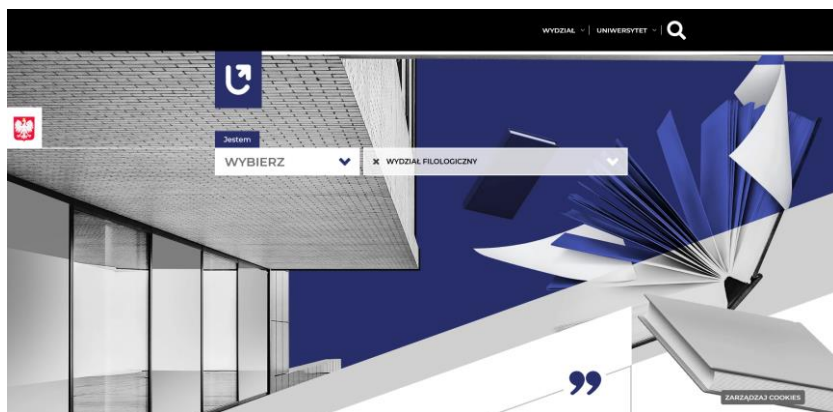 WYDZIAŁ
UNIWERSYTET
Jestem
WYBIERZ
× WYDZIAŁ FILOLOGICZNY
”
ZARZĄDZAJ COOKIES